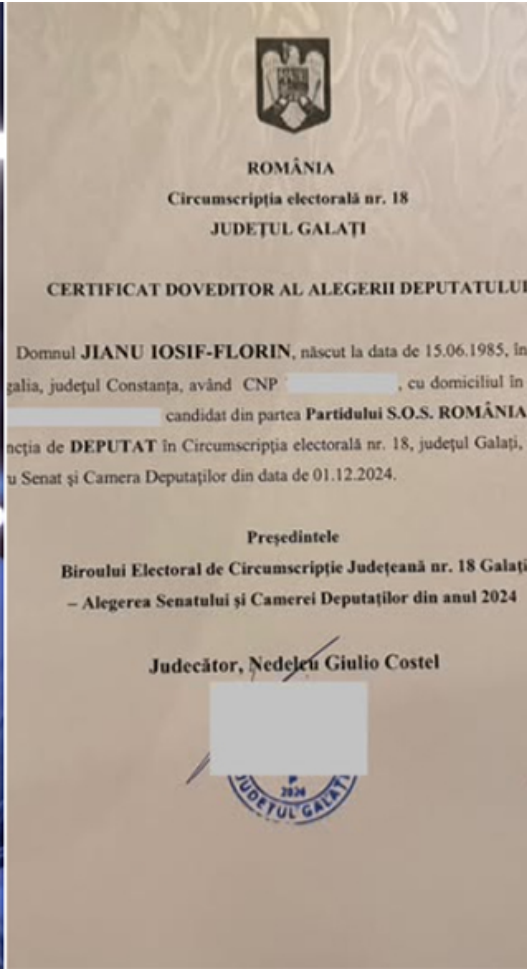 ROMÂNIA
Circumscripția electorală nr. 18
JUDEȚUL GALAȚI
CERTIFICAT DOVEDITOR AL ALEGERII DEPUTATULUI
Domnul JIANU IOSIF-FLORIN, născut la data de 15.06.1985, în
galia, județul Constanța, având CNP , cu domiciliul în
candidat din partea Partidului S.O.S. ROMÂNIA
ncția de DEPUTAT în Circumscripția electorală nr. 18, județul Galați,
u Senat și Camera Deputaților din data de 01.12.2024.
Președintele
Biroului Electoral de Circumscripție Județeană nr. 18 Galați
– Alegerea Senatului și Camerei Deputaților din anul 2024
Judecător, Nedelcu Giulio Costel
P
2024
JUDEȚUL GALAȚI